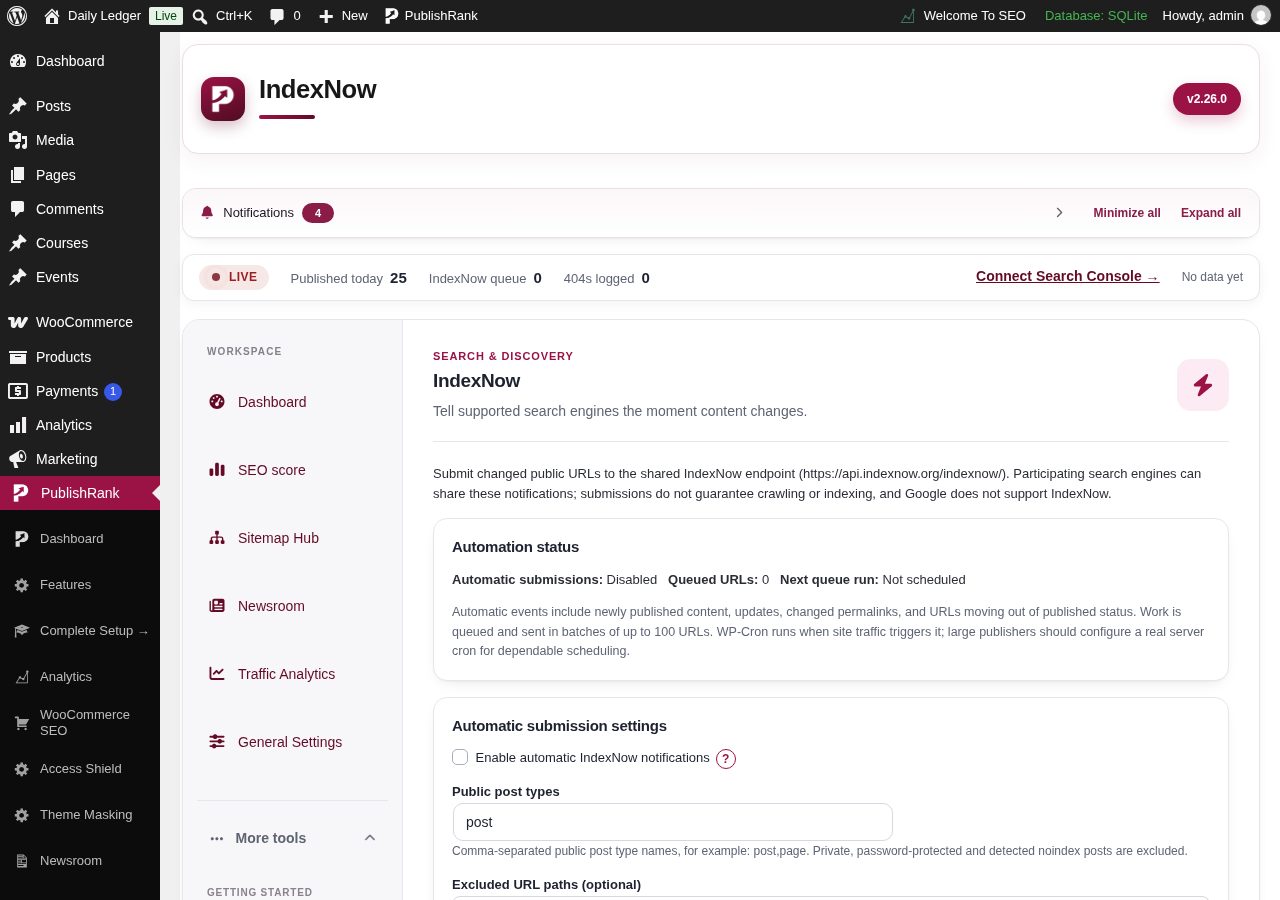 Daily Ledger Live Ctrl+K 0 New PublishRank Welcome To SEO Database: SQLite Howdy, admin
Dashboard
Posts
Media
Pages
Comments
Courses
Events
WooCommerce
Products
Payments 1
Analytics
Marketing
PublishRank
Dashboard
Features
Complete Setup →
Analytics
WooCommerce
SEO
Access Shield
Theme Masking
Newsroom
IndexNow
v2.26.0
Notifications 4 Minimize all Expand all
LIVE Published today 25 IndexNow queue 0 404s logged 0 Connect Search Console → No data yet
WORKSPACE
Dashboard
SEO score
Sitemap Hub
Newsroom
Traffic Analytics
General Settings
More tools
GETTING STARTED
SEARCH & DISCOVERY
IndexNow
Tell supported search engines the moment content changes.
Submit changed public URLs to the shared IndexNow endpoint (https://api.indexnow.org/indexnow/). Participating search engines can
share these notifications; submissions do not guarantee crawling or indexing, and Google does not support IndexNow.
Automation status
Automatic submissions: Disabled Queued URLs: 0 Next queue run: Not scheduled
Automatic events include newly published content, updates, changed permalinks, and URLs moving out of published status. Work is
queued and sent in batches of up to 100 URLs. WP-Cron runs when site traffic triggers it; large publishers should configure a real server
cron for dependable scheduling.
Automatic submission settings
Enable automatic IndexNow notifications ?
Public post types
post
Comma-separated public post type names, for example: post,page. Private, password-protected and detected noindex posts are excluded.
Excluded URL paths (optional)